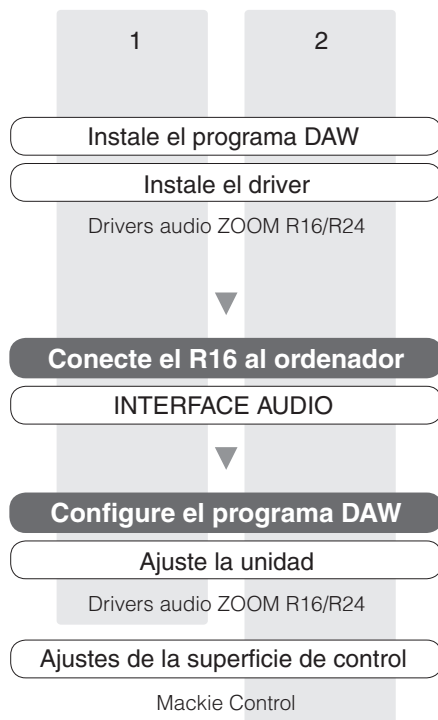 1 2
Instale el programa DAW
Instale el driver
Drivers audio ZOOM R16/R24
Conecte el R16 al ordenador
INTERFACE AUDIO
Configure el programa DAW
Ajuste la unidad
Drivers audio ZOOM R16/R24
Ajustes de la superficie de control
Mackie Control